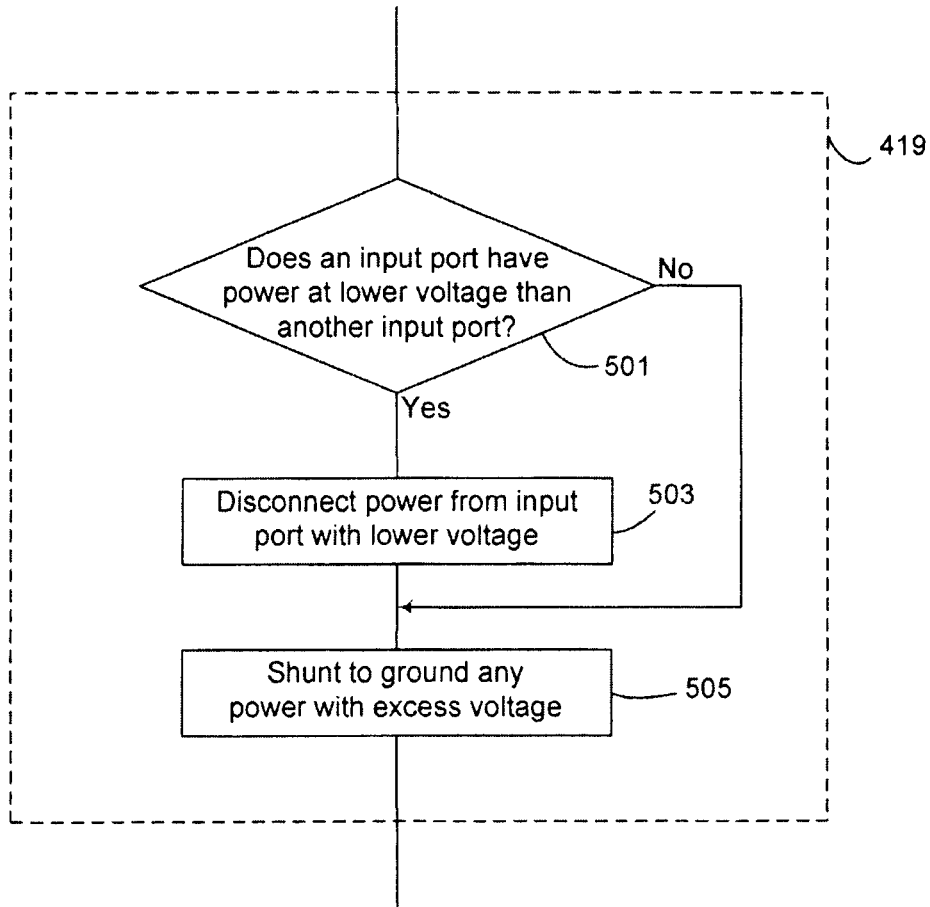 419
Does an input port have
power at lower voltage than
another input port?
No
501
Yes
Disconnect power from input
port with lower voltage
503
Shunt to ground any
power with excess voltage
505